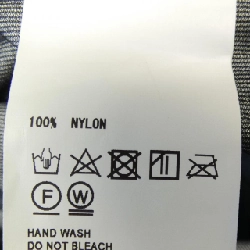 100% NYLON
F W
HAND WASH
DO NOT BLEACH